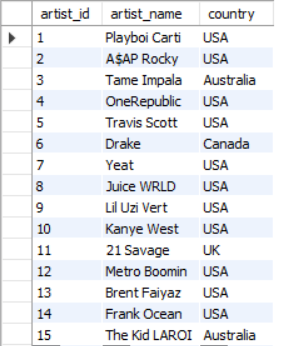 artist_id artist_name country
1 Playboi Carti USA
2 A$AP Rocky USA
3 Tame Impala Australia
4 OneRepublic USA
5 Travis Scott USA
6 Drake Canada
7 Yeat USA
8 Juice WRLD USA
9 Lil Uzi Vert USA
10 Kanye West USA
11 21 Savage UK
12 Metro Boomin USA
13 Brent Faiyaz USA
14 Frank Ocean USA
15 The Kid LAROI Australia